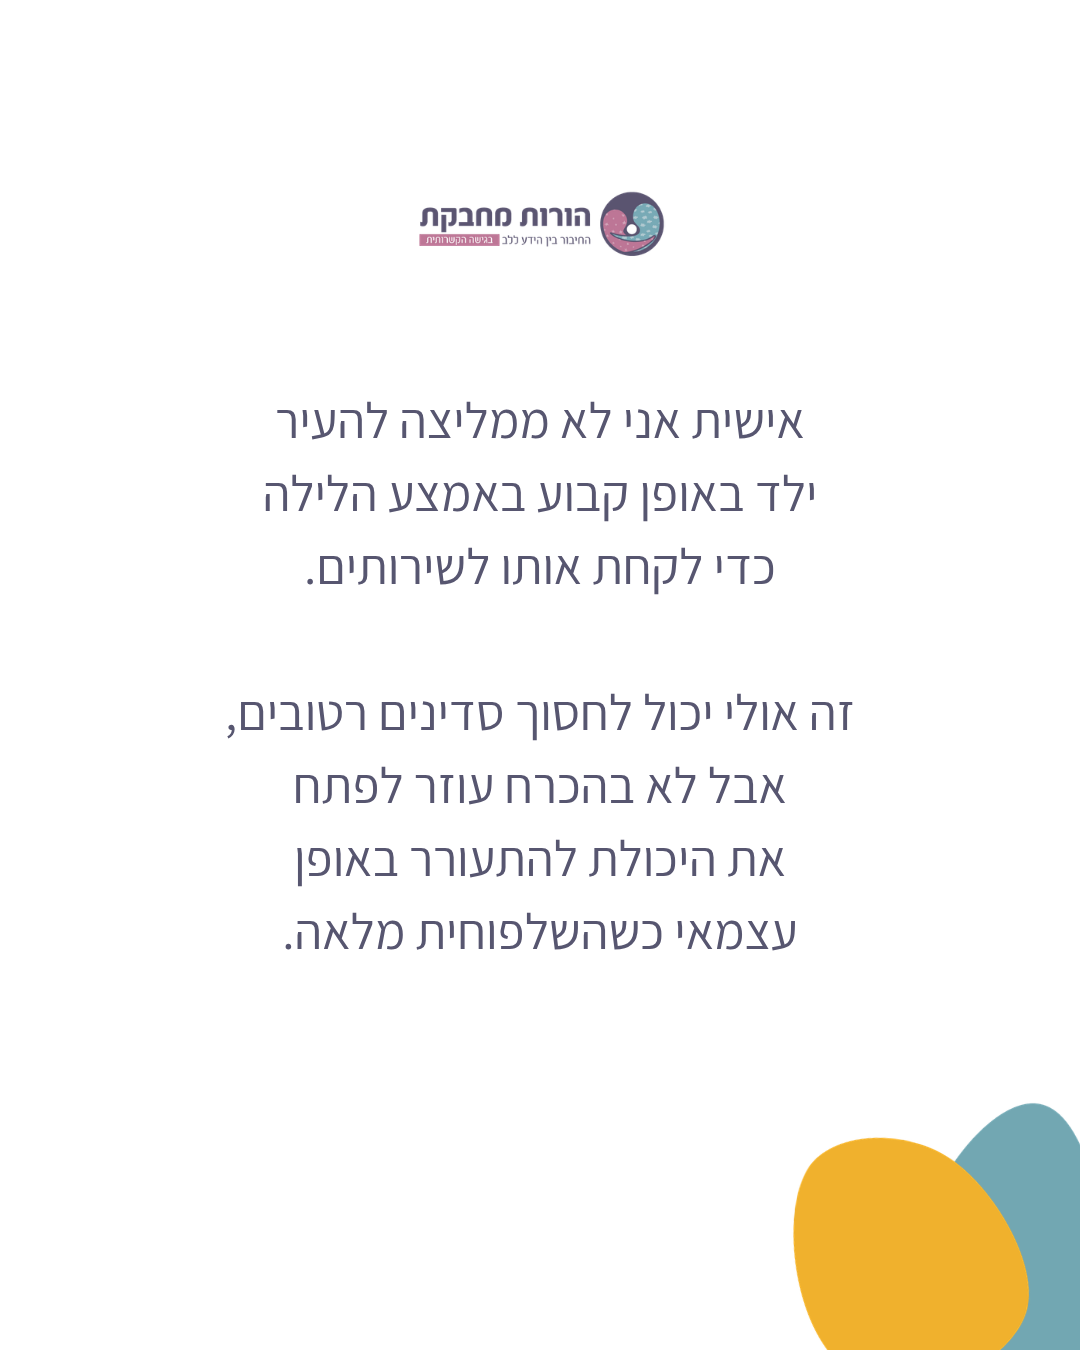 הורות מחבקת
החיבור בין הידע ללב בגישה הקשרותית
אישית אני לא ממליצה להעיר
ילד באופן קבוע באמצע הלילה
כדי לקחת אותו לשירותים.
זה אולי יכול לחסוך סדינים רטובים,
אבל לא בהכרח עוזר לפתח
את היכולת להתעורר באופן
עצמאי כשהשלפוחית מלאה.